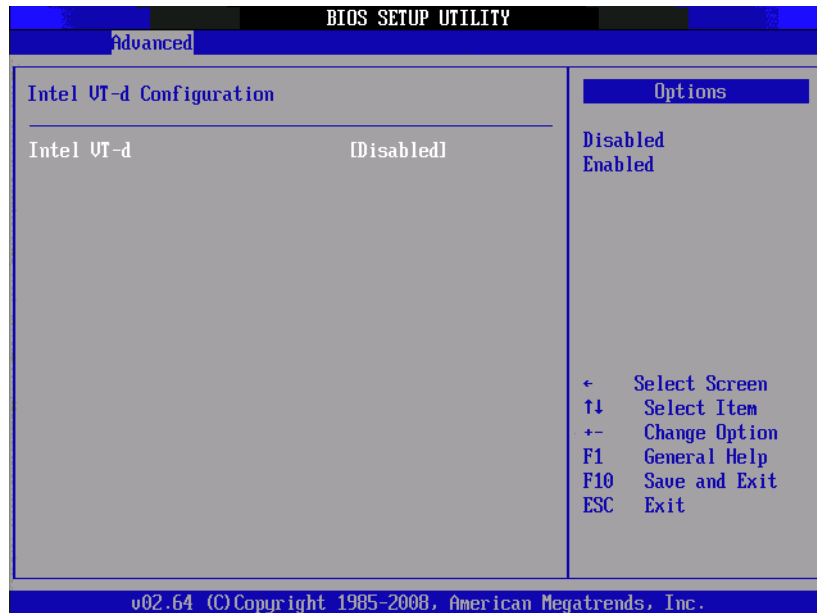 BIOS SETUP UTILITY
Advanced
Intel VT-d Configuration
Intel VT-d [Disabled]
Options
Disabled
Enabled
← Select Screen
↑↓ Select Item
+- Change Option
F1 General Help
F10 Save and Exit
ESC Exit
v02.64 (C)Copyright 1985-2008, American Megatrends, Inc.